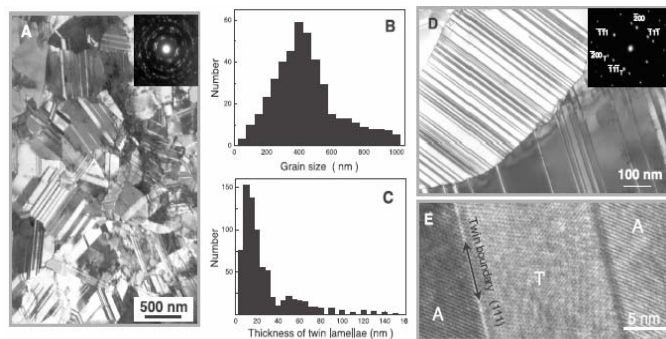 A
500 nm
B
Number
60
40
20
0
0 200 400 600 800 1000
Grain size ( nm )
C
Number
150
100
50
0 20 40 60 80 100 120 140 16
Thickness of twin lamellae (nm)
D
100 nm
E
Twin boundary (111)
A
T
A
5 nm